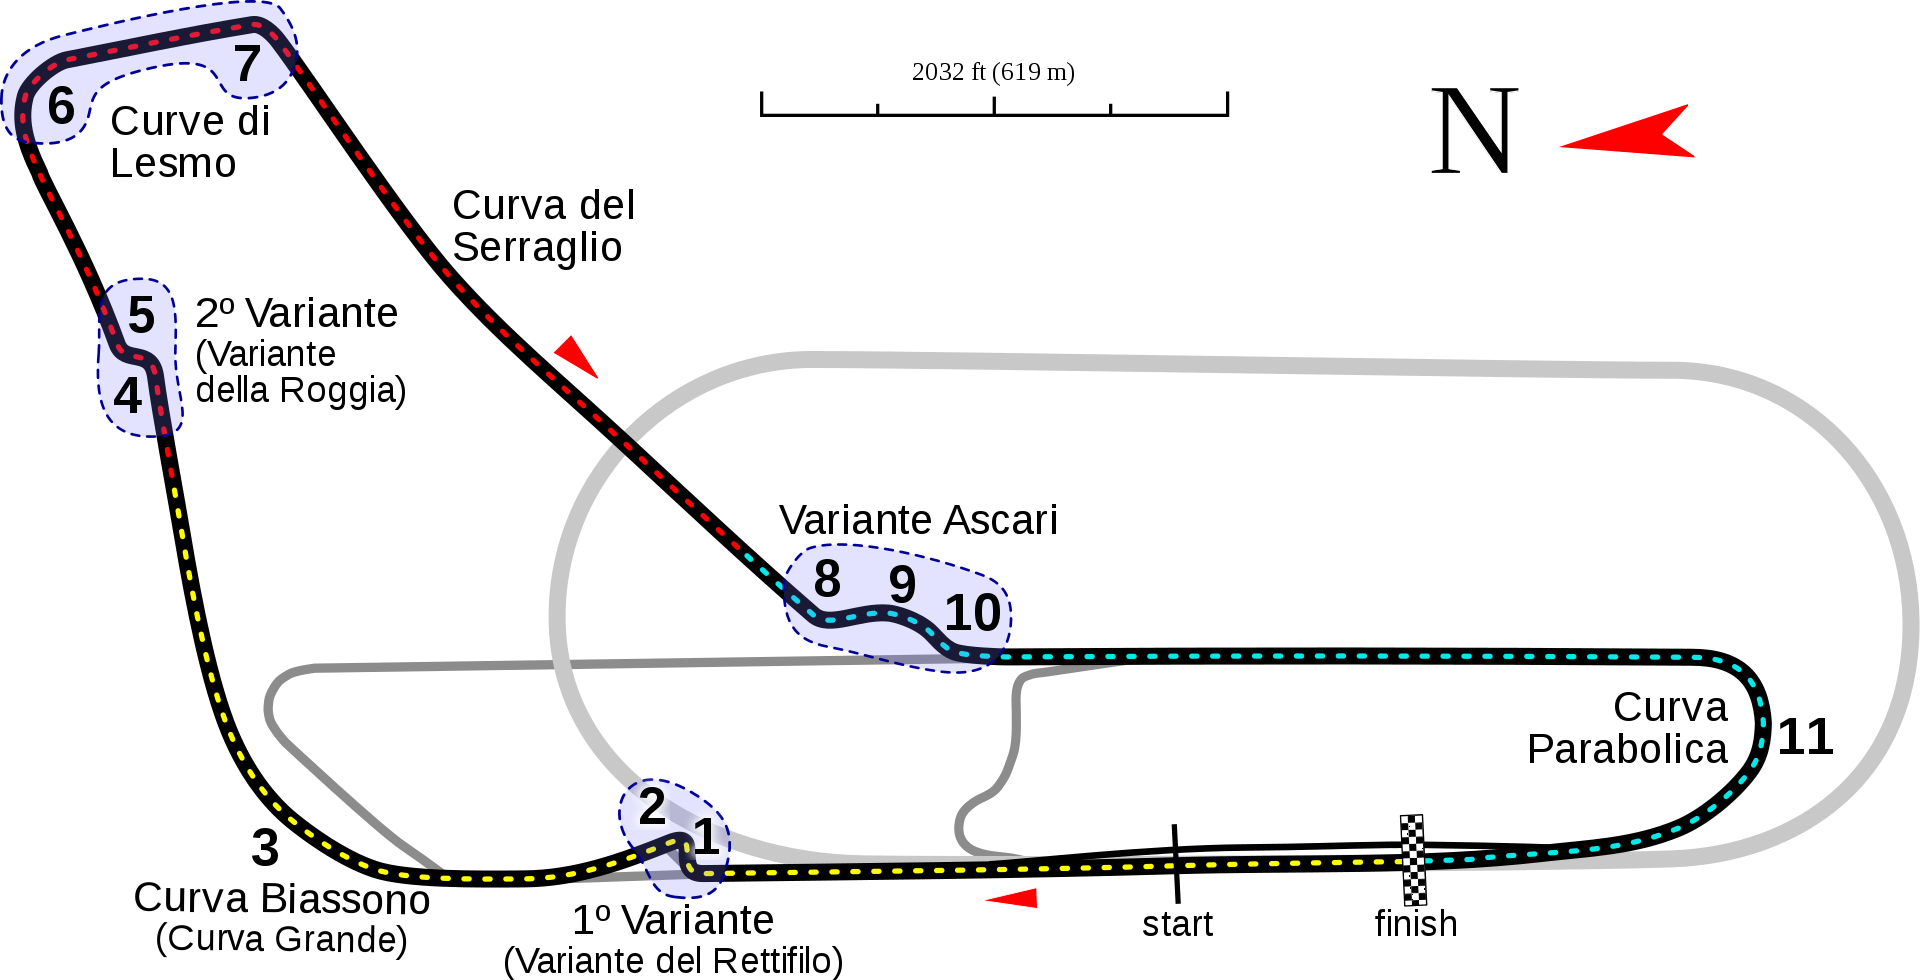 2032 ft (619 m)
N
7
6
Curve di
Lesmo
Curva del
Serraglio
5
2º Variante
(Variante
della Roggia)
4
Variante Ascari
8
9
10
Curva
Parabolica
11
2
1
3
Curva Biassono
(Curva Grande)
1º Variante
(Variante del Rettifilo)
start
finish